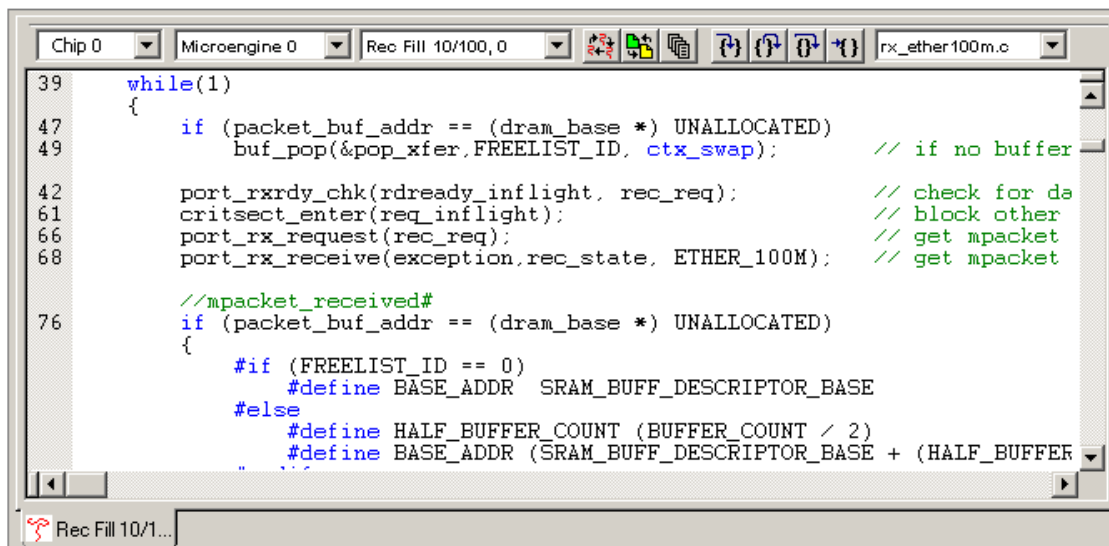 Chip 0 Microengine 0 Rec Fill 10/100, 0 rx_ether100m.c
39 while(1)
{
47 if (packet_buf_addr == (dram_base *) UNALLOCATED)
49 buf_pop(&pop_xfer,FREELIST_ID, ctx_swap); // if no buffer
42 port_rxrdy_chk(rdready_inflight, rec_req); // check for da
61 critsect_enter(req_inflight); // block other
66 port_rx_request(rec_req); // get mpacket
68 port_rx_receive(exception,rec_state, ETHER_100M); // get mpacket
//mpacket_received#
76 if (packet_buf_addr == (dram_base *) UNALLOCATED)
{
#if (FREELIST_ID == 0)
#define BASE_ADDR SRAM_BUFF_DESCRIPTOR_BASE
#else
#define HALF_BUFFER_COUNT (BUFFER_COUNT / 2)
#define BASE_ADDR (SRAM_BUFF_DESCRIPTOR_BASE + (HALF_BUFFER
Rec Fill 10/1...